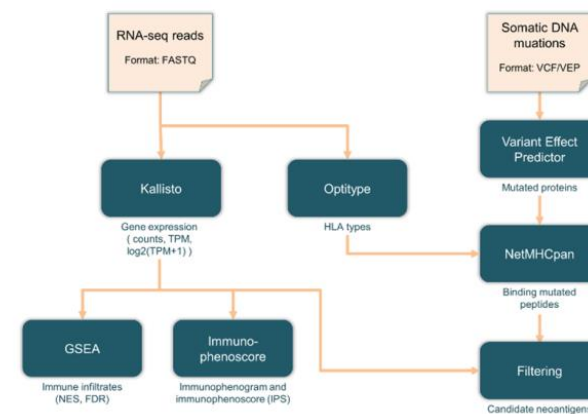 RNA-seq reads
Format: FASTQ
Somatic DNA
muations
Format: VCF/VEP
Variant Effect
Predictor
Mutated proteins
Kallisto
Optitype
Gene expression
( counts, TPM,
log2(TPM+1) )
HLA types
NetMHCpan
Binding mutated
peptides
GSEA
Immuno-
phenoscore
Filtering
Immune infiltrates
(NES, FDR)
Immunophenogram and
immunophenoscore (IPS)
Candidate neoantigens